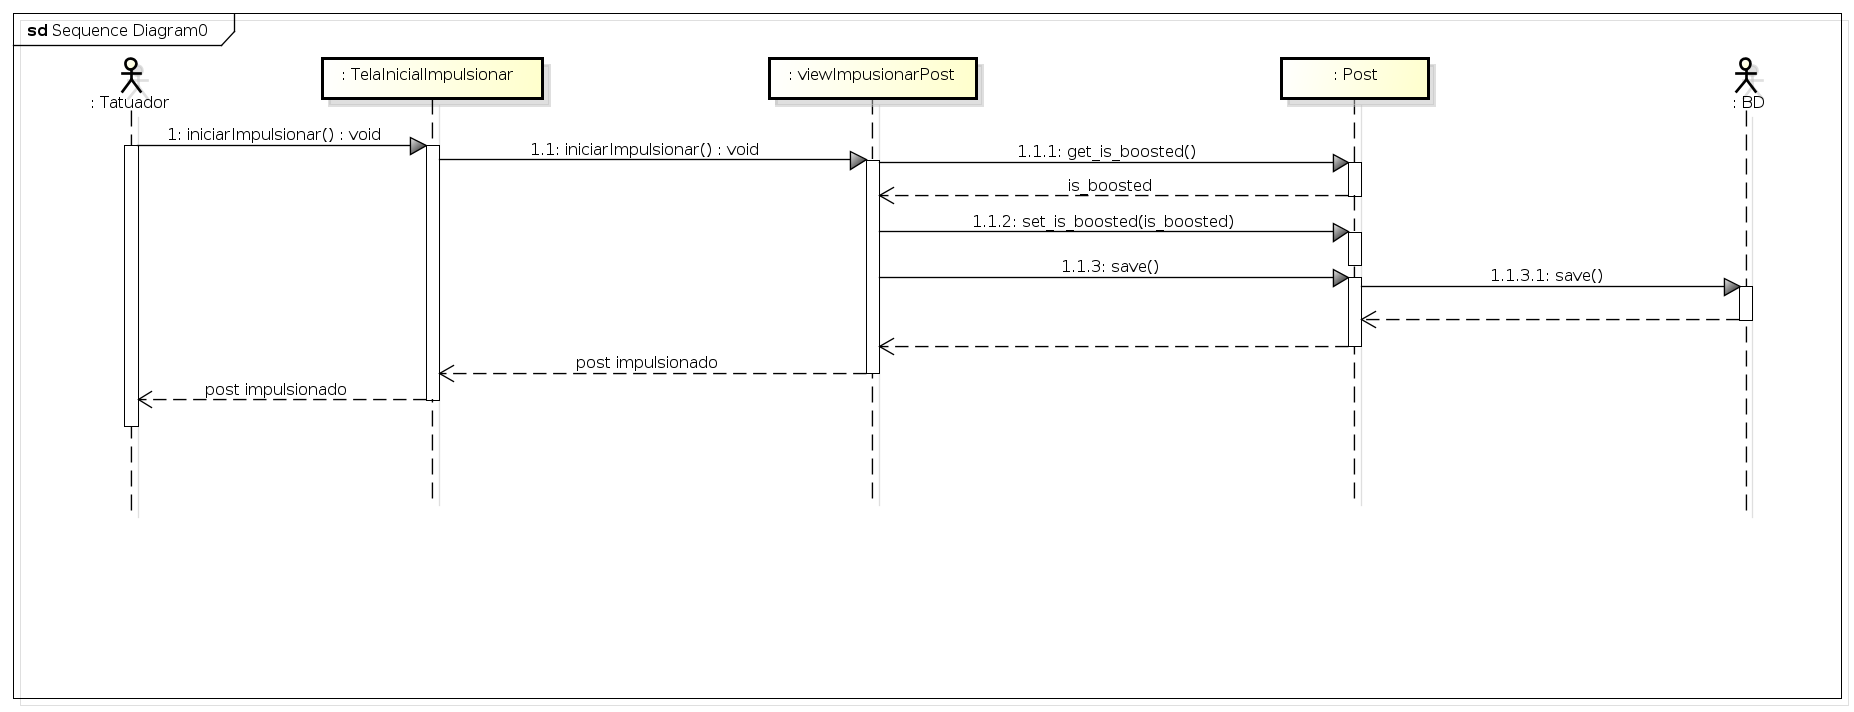 sd Sequence Diagram0
: Tatuador
: TelaInicialImpulsionar
: viewImpusionarPost
: Post
: BD
1: iniciarImpulsionar() : void
1.1: iniciarImpulsionar() : void
1.1.1: get_is_boosted()
is_boosted
1.1.2: set_is_boosted(is_boosted)
1.1.3: save()
1.1.3.1: save()
post impulsionado
post impulsionado